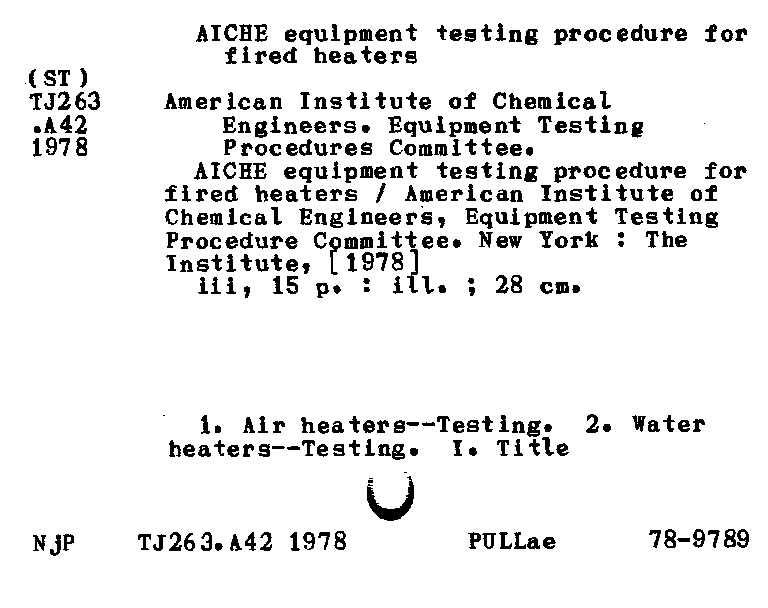 AICHE equipment testing procedure for
fired heaters
(ST)
TJ263 American Institute of Chemical
.A42 Engineers. Equipment Testing
1978 Procedures Committee.
AICHE equipment testing procedure for
fired heaters / American Institute of
Chemical Engineers, Equipment Testing
Procedure Committee. New York : The
Institute, [1978]
iii, 15 p. : ill. ; 28 cm.
1. Air heaters--Testing. 2. Water
heaters--Testing. I. Title
NjP TJ263.A42 1978 PULLae 78-9789